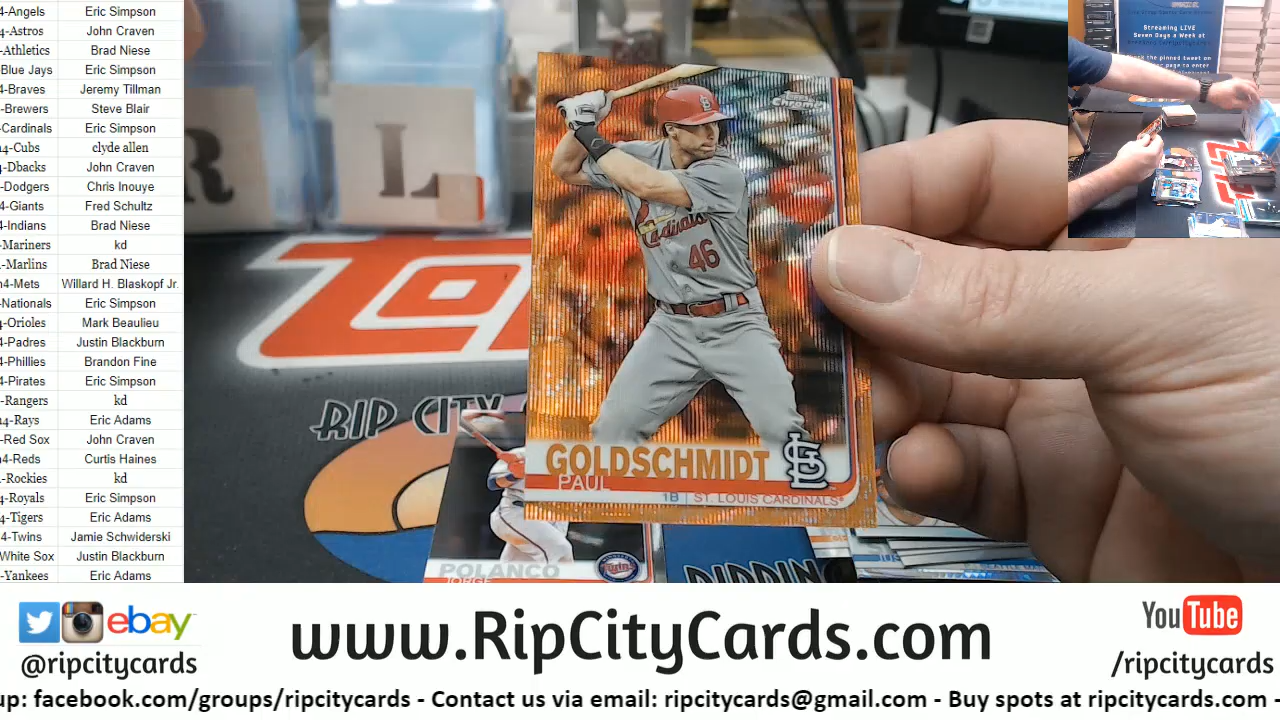 4-Angels Eric Simpson
4-Astros John Craven
-Athletics Brad Niese
-Blue Jays Eric Simpson
4-Braves Jeremy Tillman
-Brewers Steve Blair
-Cardinals Eric Simpson
14-Cubs clyde allen
4-Dbacks John Craven
-Dodgers Chris Inouye
4-Giants Fred Schultz
4-Indians Brad Niese
-Mariners kd
-Marlins Brad Niese
n4-Mets Willard H. Blaskopf Jr.
-Nationals Eric Simpson
4-Orioles Mark Beaulieu
4-Padres Justin Blackburn
4-Phillies Brandon Fine
4-Pirates Eric Simpson
-Rangers kd
14-Rays Eric Adams
4-Red Sox John Craven
4-Reds Curtis Haines
-Rockies kd
4-Royals Eric Simpson
4-Tigers Eric Adams
4-Twins Jamie Schwiderski
White Sox Justin Blackburn
-Yankees Eric Adams
R L
Streaming LIVE
Seven Days a Week at
Chrome
Cardinals
46
GOLDSCHMIDT
PAUL
1B ST. LOUIS CARDINALS
RIP CITY
POLANCO
JORGE
Twins
RIPPIN
ebay
@ripcitycards
www.RipCityCards.com
YouTube
/ripcitycards
up: facebook.com/groups/ripcitycards - Contact us via email: ripcitycards@gmail.com - Buy spots at ripcitycards.com -